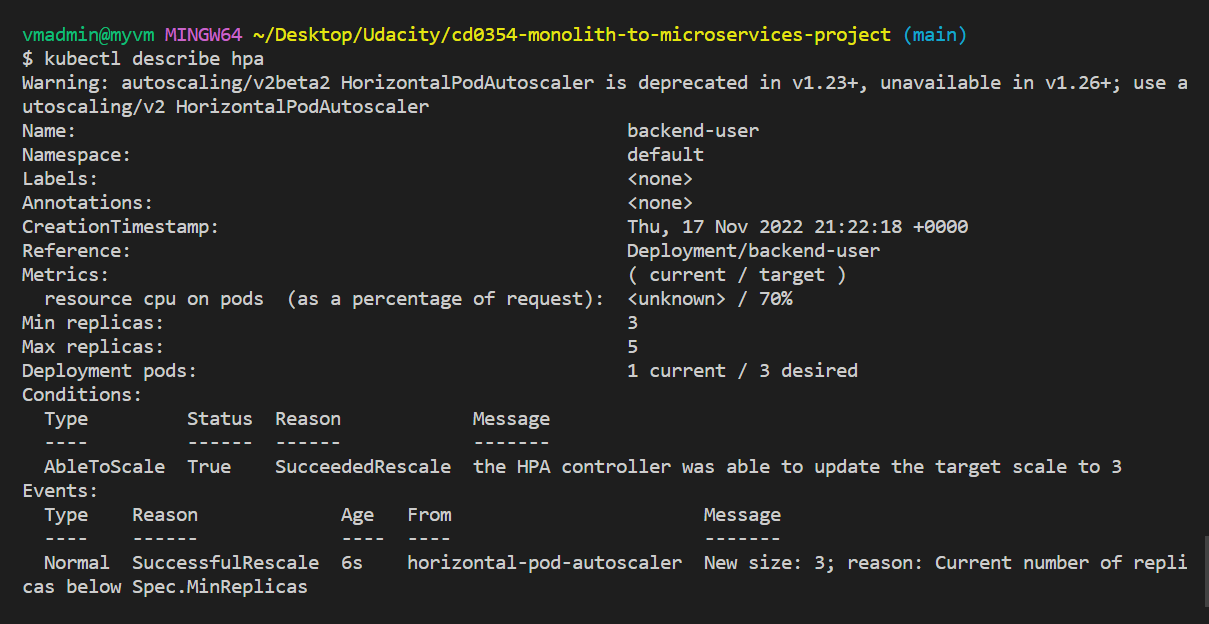 vmadmin@myvm MINGW64 ~/Desktop/Udacity/cd0354-monolith-to-microservices-project (main)
$ kubectl describe hpa
Warning: autoscaling/v2beta2 HorizontalPodAutoscaler is deprecated in v1.23+, unavailable in v1.26+; use a
utoscaling/v2 HorizontalPodAutoscaler
Name:                                                  backend-user
Namespace:                                             default
Labels:                                                <none>
Annotations:                                           <none>
CreationTimestamp:                                     Thu, 17 Nov 2022 21:22:18 +0000
Reference:                                             Deployment/backend-user
Metrics:                                               ( current / target )
  resource cpu on pods  (as a percentage of request):  <unknown> / 70%
Min replicas:                                          3
Max replicas:                                          5
Deployment pods:                                       1 current / 3 desired
Conditions:
  Type         Status  Reason            Message
  ----         ------  ------            -------
  AbleToScale  True    SucceededRescale  the HPA controller was able to update the target scale to 3
Events:
  Type    Reason             Age   From                       Message
  ----    ------             ----  ----                       -------
  Normal  SuccessfulRescale  6s    horizontal-pod-autoscaler  New size: 3; reason: Current number of repli
cas below Spec.MinReplicas